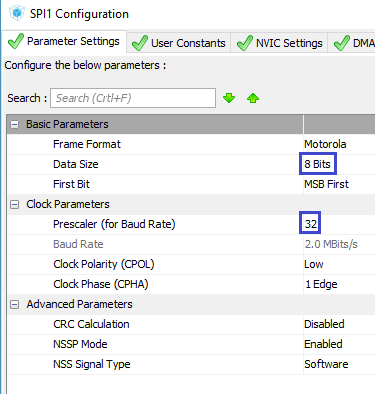 SPI1 Configuration
Parameter Settings User Constants NVIC Settings DMA
Configure the below parameters :
Search : Search (Crtl+F)
Basic Parameters
Frame Format Motorola
Data Size 8 Bits
First Bit MSB First
Clock Parameters
Prescaler (for Baud Rate) 32
Baud Rate 2.0 MBits/s
Clock Polarity (CPOL) Low
Clock Phase (CPHA) 1 Edge
Advanced Parameters
CRC Calculation Disabled
NSSP Mode Enabled
NSS Signal Type Software